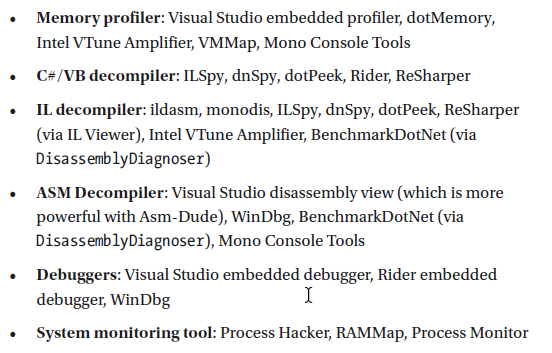 • Memory profiler: Visual Studio embedded profiler, dotMemory,
Intel VTune Amplifier, VMMap, Mono Console Tools
• C#/VB decompiler: ILSpy, dnSpy, dotPeek, Rider, ReSharper
• IL decompiler: ildasm, monodis, ILSpy, dnSpy, dotPeek, ReSharper
(via IL Viewer), Intel VTune Amplifier, BenchmarkDotNet (via
DisassemblyDiagnoser)
• ASM Decompiler: Visual Studio disassembly view (which is more
powerful with Asm-Dude), WinDbg, BenchmarkDotNet (via
DisassemblyDiagnoser), Mono Console Tools
• Debuggers: Visual Studio embedded debugger, Rider embedded
debugger, WinDbg
• System monitoring tool: Process Hacker, RAMMap, Process Monitor